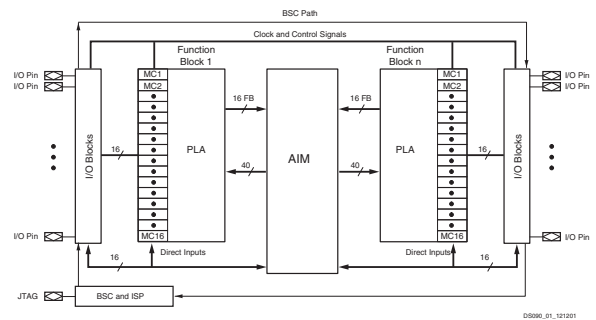 BSC Path
Clock and Control Signals
Function
Block 1
Function
Block n
I/O Pin
I/O Pin
I/O Pin
I/O Blocks
16
MC1
MC2
MC16
PLA
16 FB
40
AIM
16 FB
40
PLA
MC1
MC2
MC16
16
I/O Blocks
I/O Pin
I/O Pin
I/O Pin
16
Direct Inputs
Direct Inputs
16
JTAG
BSC and ISP
DS090_01_121201